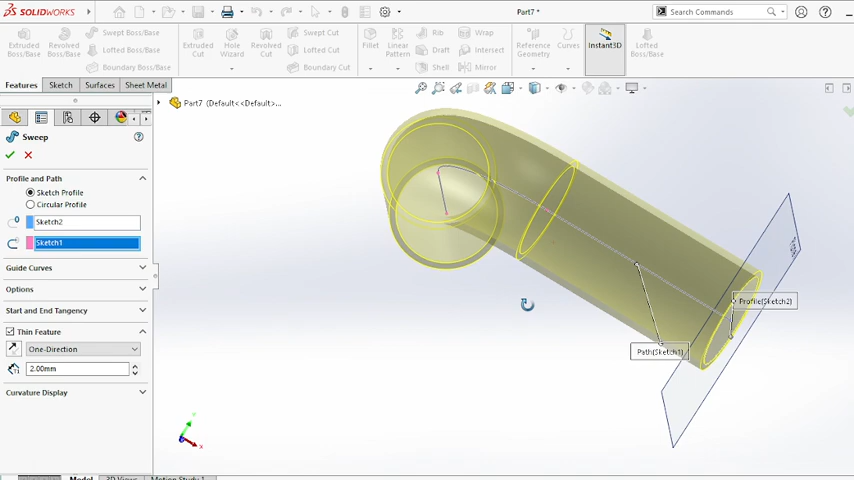 SOLIDWORKS
Part7 *
Search Commands
Extruded Boss/Base
Revolved Boss/Base
Swept Boss/Base
Lofted Boss/Base
Boundary Boss/Base
Extruded Cut
Hole Wizard
Revolved Cut
Swept Cut
Lofted Cut
Boundary Cut
Fillet
Linear Pattern
Rib
Draft
Shell
Wrap
Intersect
Mirror
Reference Geometry
Curves
Instant3D
Lofted Boss/Base
Features
Sketch
Surfaces
Sheet Metal
Part7 (Default<<Default>...
Sweep
Profile and Path
Sketch Profile
Circular Profile
Sketch2
Sketch1
Guide Curves
Options
Start and End Tangency
Thin Feature
One-Direction
2.00mm
Curvature Display
Profile(Sketch2)
Path(Sketch1)
Model
3D Views
Motion Study 1